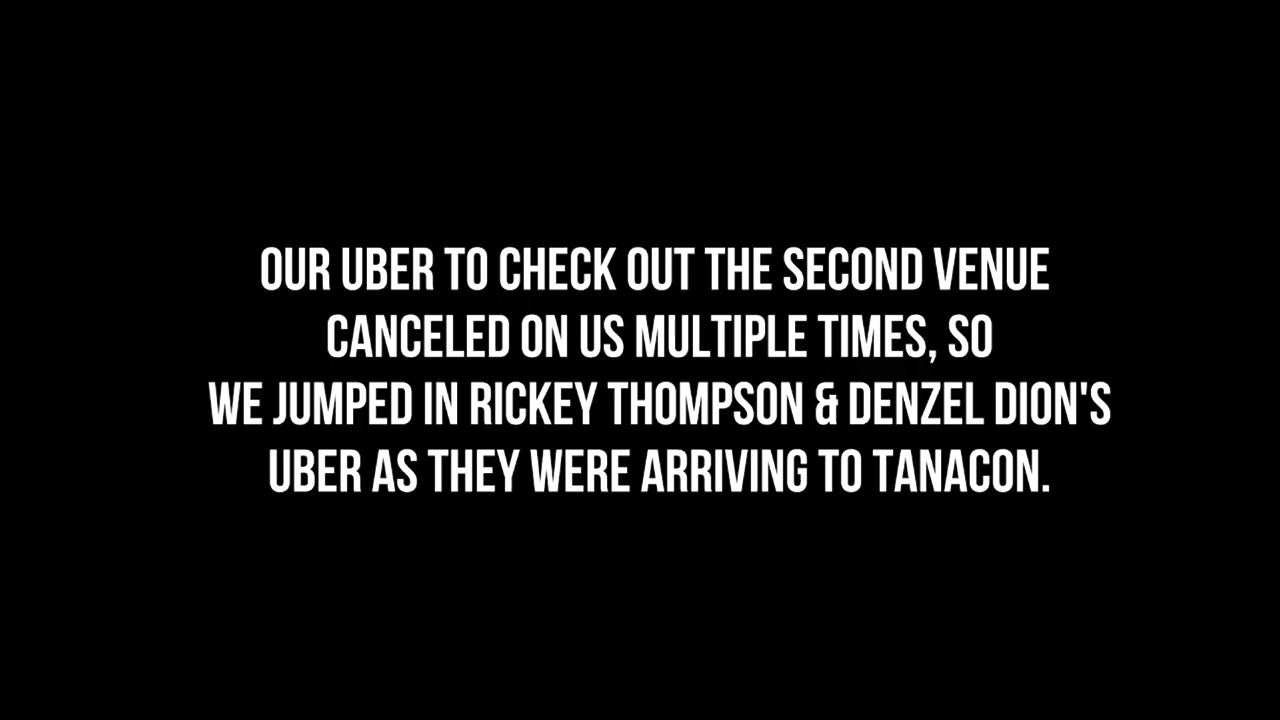 OUR UBER TO CHECK OUT THE SECOND VENUE
CANCELED ON US MULTIPLE TIMES, SO
WE JUMPED IN RICKEY THOMPSON & DENZEL DION'S
UBER AS THEY WERE ARRIVING TO TANACON.